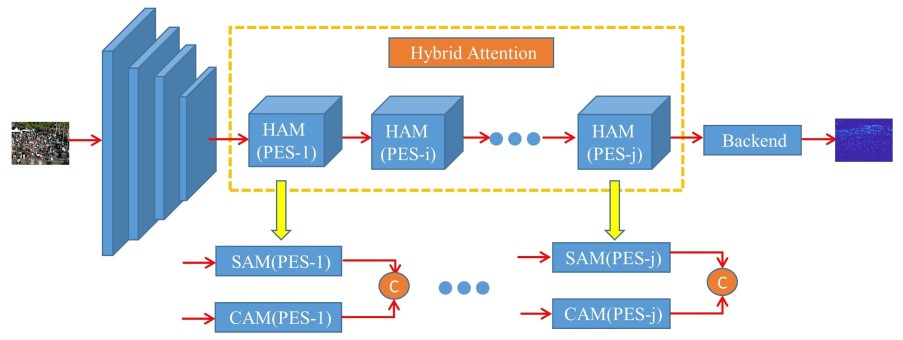 Hybrid Attention
HAM
(PES-1)
HAM
(PES-i)
HAM
(PES-j)
Backend
SAM(PES-1)
C
CAM(PES-1)
SAM(PES-j)
C
CAM(PES-j)